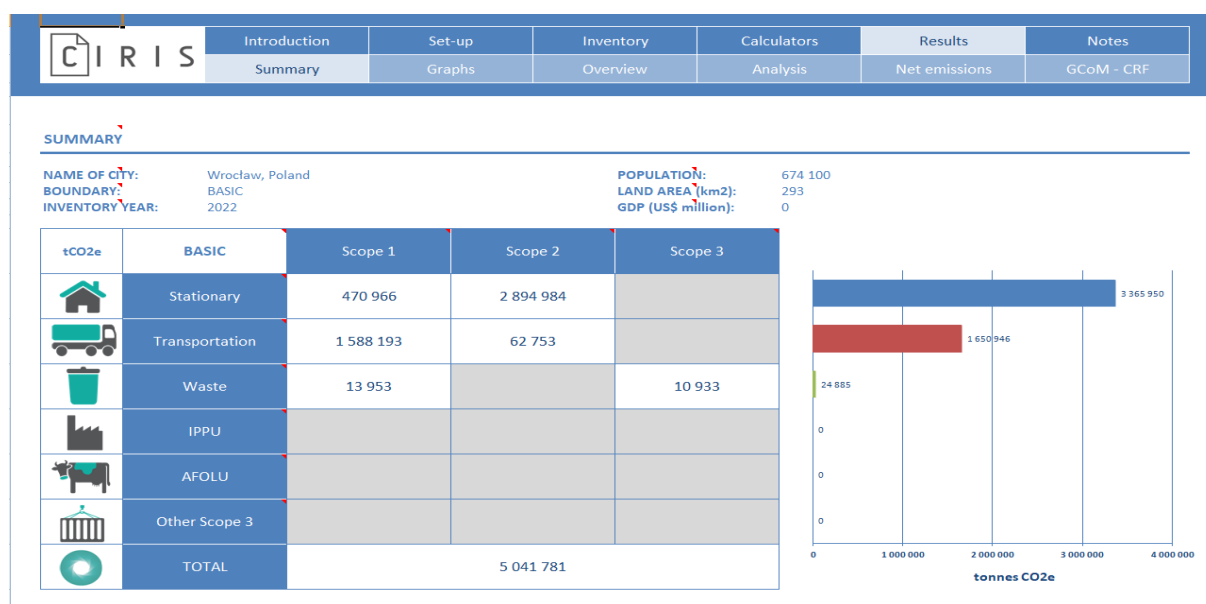 CIRIS
Introduction Set-up Inventory Calculators Results Notes
Summary Graphs Overview Analysis Net emissions GCoM - CRF
SUMMARY
NAME OF CITY: Wrocław, Poland POPULATION: 674 100
BOUNDARY: BASIC LAND AREA (km2): 293
INVENTORY YEAR: 2022 GDP (US$ million): 0
tCO2e BASIC Scope 1 Scope 2 Scope 3
Stationary 470 966 2 894 984
3 365 950
Transportation 1 588 193 62 753
1 650 946
Waste 13 953 10 933
24 885
IPPU
0
AFOLU
0
Other Scope 3
0
TOTAL 5 041 781
0 1 000 000 2 000 000 3 000 000 4 000 000
tonnes CO2e